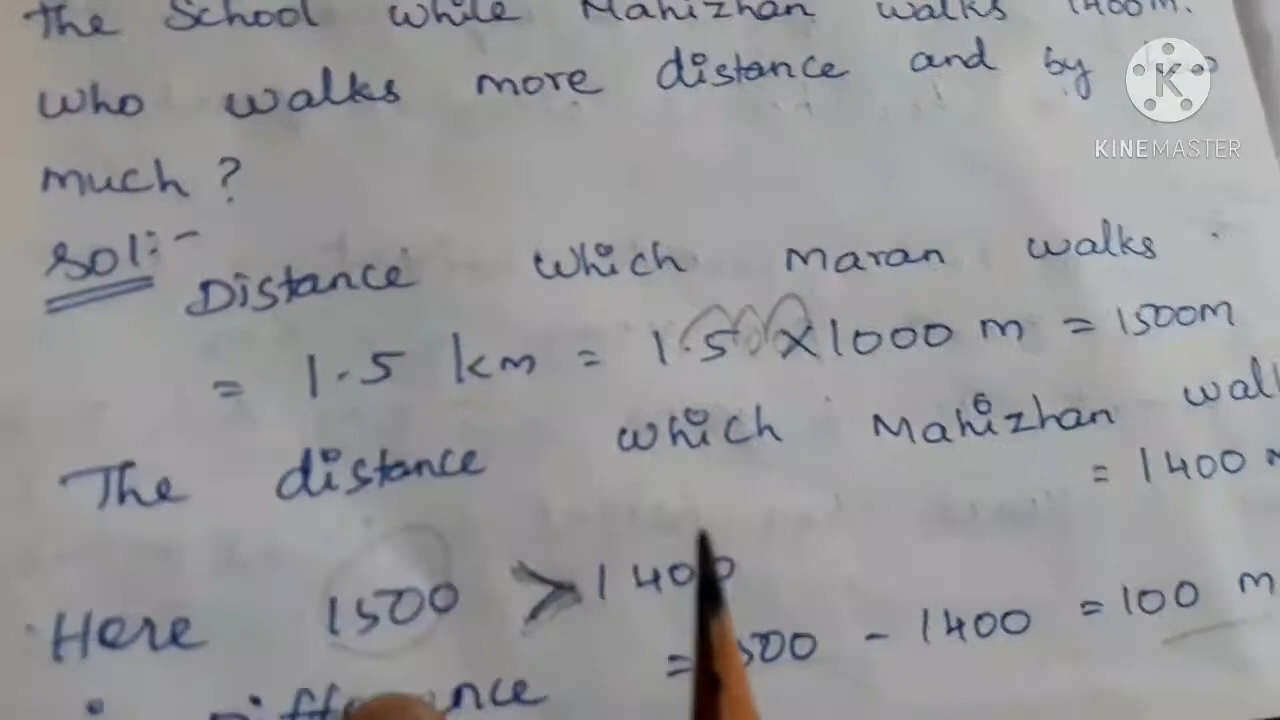 the School while Mahizhan walks 1400m.
who walks more distance and by
much ?
Sol:-
Distance which maran walks
= 1.5 km = 1.5 × 1000 m = 1500m
The distance which Mahizhan
= 1400
Here 1500 > 1400
= 1500 - 1400 = 100 m
KINEMASTER